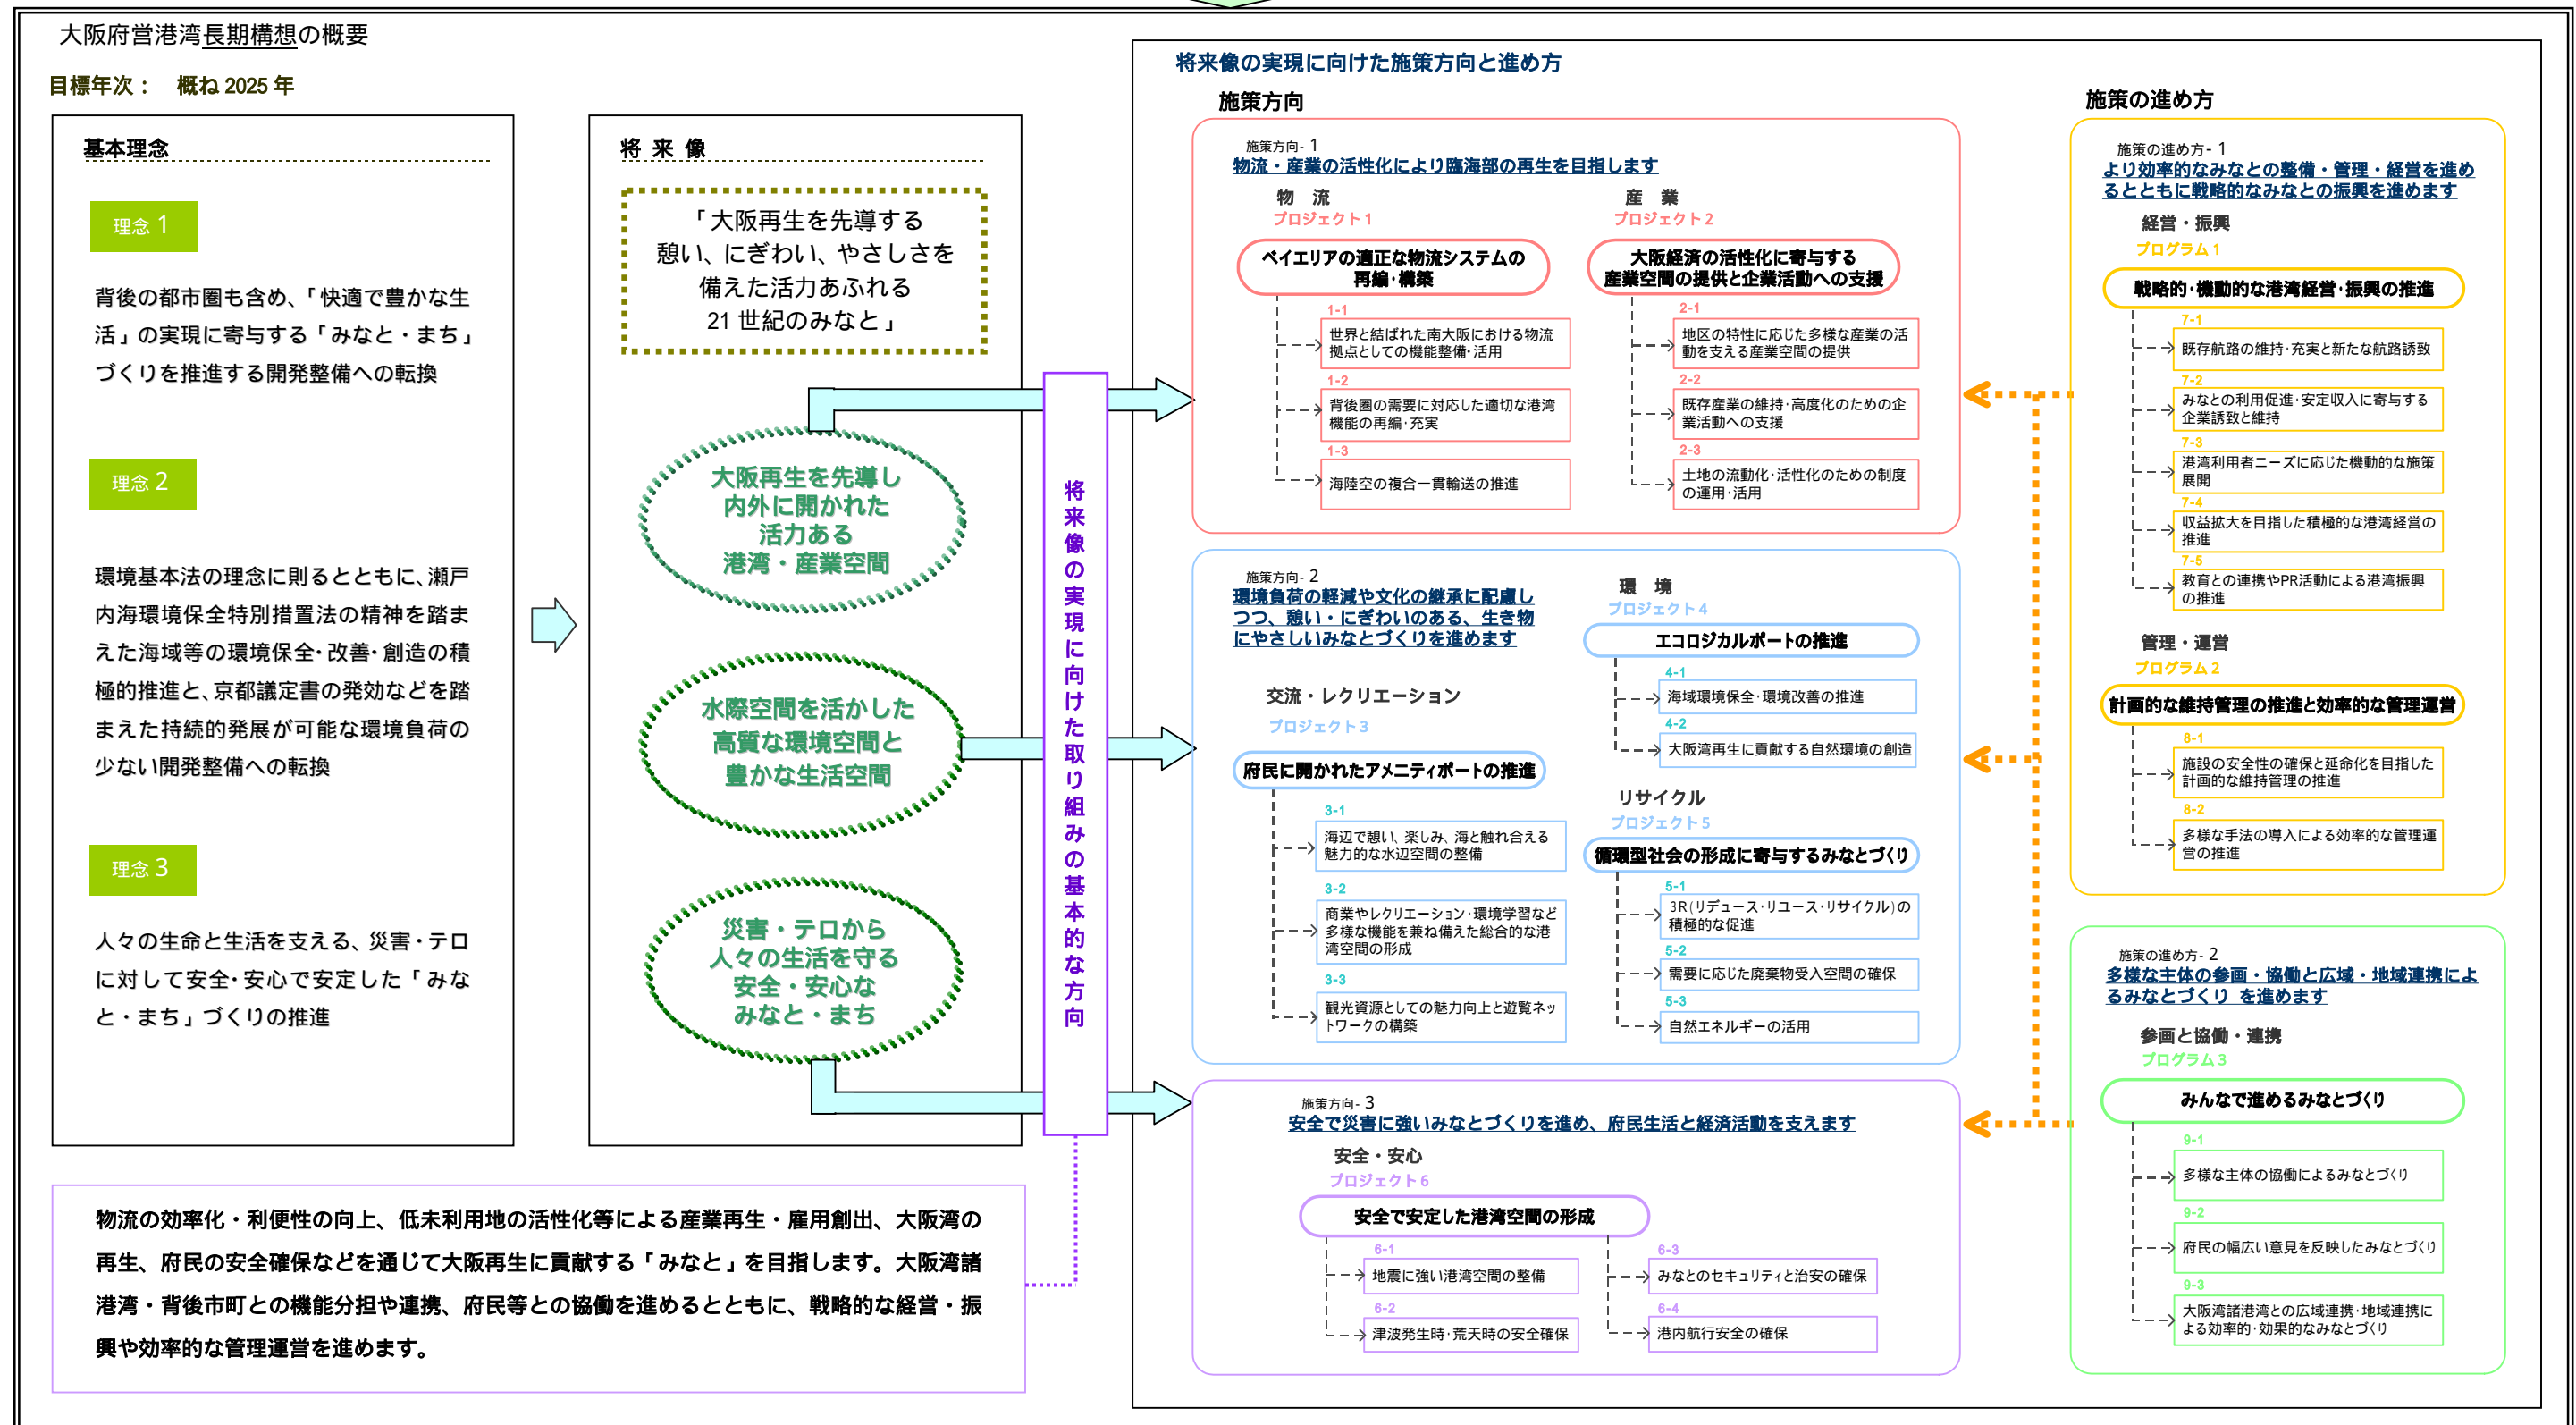 大阪府営港湾長期構想の概要
目標年次： 概ね 2025 年
基本理念
理念 1
背後の都市圏も含め、「快適で豊かな生
活」の実現に寄与する「みなと・まち」
づくりを推進する開発整備への転換
理念 2
環境基本法の理念に則るとともに、瀬戸
内海環境保全特別措置法の精神を踏ま
えた海域等の環境保全・改善・創造の積
極的推進と、京都議定書の発効などを踏
まえた持続的発展が可能な環境負荷の
少ない開発整備への転換
理念 3
人々の生命と生活を支える、災害・テロ
に対して安全・安心で安定した「みな
と・まち」づくりの推進
将 来 像
「大阪再生を先導する
憩い、にぎわい、やさしさを
備えた活力あふれる
21 世紀のみなと」
大阪再生を先導し
内外に開かれた
活力ある
港湾・産業空間
水際空間を活かした
高質な環境空間と
豊かな生活空間
災害・テロから
人々の生活を守る
安全・安心な
みなと・まち
将来像の実現に向けた取り組みの基本的な方向
物流の効率化・利便性の向上、低未利用地の活性化等による産業再生・雇用創出、大阪湾の
再生、府民の安全確保などを通じて大阪再生に貢献する「みなと」を目指します。大阪湾諸
港湾・背後市町との機能分担や連携、府民等との協働を進めるとともに、戦略的な経営・振
興や効率的な管理運営を進めます。
将来像の実現に向けた施策方向と進め方
施策方向
施策方向- 1
物流・産業の活性化により臨海部の再生を目指します
物 流
プロジェクト 1
ベイエリアの適正な物流システムの
再編・構築
1-1
世界と結ばれた南大阪における物流
拠点としての機能整備・活用
1-2
背後圏の需要に対応した適切な港湾
機能の再編・充実
1-3
海陸空の複合一貫輸送の推進
産 業
プロジェクト 2
大阪経済の活性化に寄与する
産業空間の提供と企業活動への支援
2-1
地区の特性に応じた多様な産業の活
動を支える産業空間の提供
2-2
既存産業の維持・高度化のための企
業活動への支援
2-3
土地の流動化・活性化のための制度
の運用・活用
施策方向- 2
環境負荷の軽減や文化の継承に配慮し
つつ、憩い・にぎわいのある、生き物
にやさしいみなとづくりを進めます
交流・レクリエーション
プロジェクト 3
府民に開かれたアメニティポートの推進
3-1
海辺で憩い、楽しみ、海と触れ合える
魅力的な水辺空間の整備
3-2
商業やレクリエーション・環境学習など
多様な機能を兼ね備えた総合的な港
湾空間の形成
3-3
観光資源としての魅力向上と遊覧ネッ
トワークの構築
環 境
プロジェクト 4
エコロジカルポートの推進
4-1
海域環境保全・環境改善の推進
4-2
大阪湾再生に貢献する自然環境の創造
リサイクル
プロジェクト 5
循環型社会の形成に寄与するみなとづくり
5-1
3R(リデュース・リユース・リサイクル)の
積極的な促進
5-2
需要に応じた廃棄物受入空間の確保
5-3
自然エネルギーの活用
施策方向- 3
安全で災害に強いみなとづくりを進め、府民生活と経済活動を支えます
安全・安心
プロジェクト 6
安全で安定した港湾空間の形成
6-1
地震に強い港湾空間の整備
6-2
津波発生時・荒天時の安全確保
6-3
みなとのセキュリティと治安の確保
6-4
港内航行安全の確保
施策の進め方
施策の進め方- 1
より効率的なみなとの整備・管理・経営を進め
るとともに戦略的なみなとの振興を進めます
経営・振興
プログラム 1
戦略的・機動的な港湾経営・振興の推進
7-1
既存航路の維持・充実と新たな航路誘致
7-2
みなとの利用促進・安定収入に寄与する
企業誘致と維持
7-3
港湾利用者ニーズに応じた機動的な施策
展開
7-4
収益拡大を目指した積極的な港湾経営の
推進
7-5
教育との連携やPR活動による港湾振興
の推進
管理・運営
プログラム 2
計画的な維持管理の推進と効率的な管理運営
8-1
施設の安全性の確保と延命化を目指した
計画的な維持管理の推進
8-2
多様な手法の導入による効率的な管理運
営の推進
施策の進め方- 2
多様な主体の参画・協働と広域・地域連携によ
るみなとづくり を進めます
参画と協働・連携
プログラム 3
みんなで進めるみなとづくり
9-1
多様な主体の協働によるみなとづくり
9-2
府民の幅広い意見を反映したみなとづくり
9-3
大阪湾諸港湾との広域連携・地域連携に
よる効率的・効果的なみなとづくり